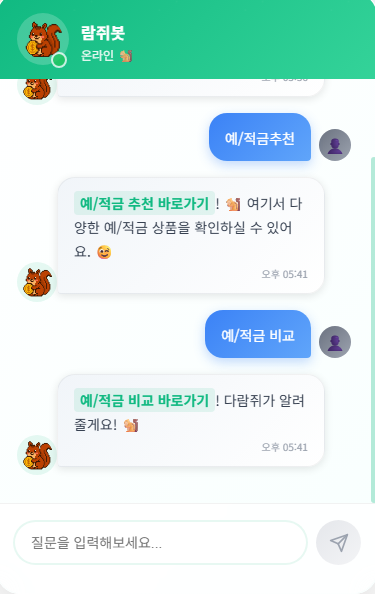 람쥐봇
온라인 🐿️
예/적금추천
예/적금 추천 바로가기! 🐿️ 여기서 다
양한 예/적금 상품을 확인하실 수 있어
요. 😉
오후 05:41
예/적금 비교
예/적금 비교 바로가기! 다람쥐가 알려
줄게요! 🐿️
오후 05:41
질문을 입력해보세요...